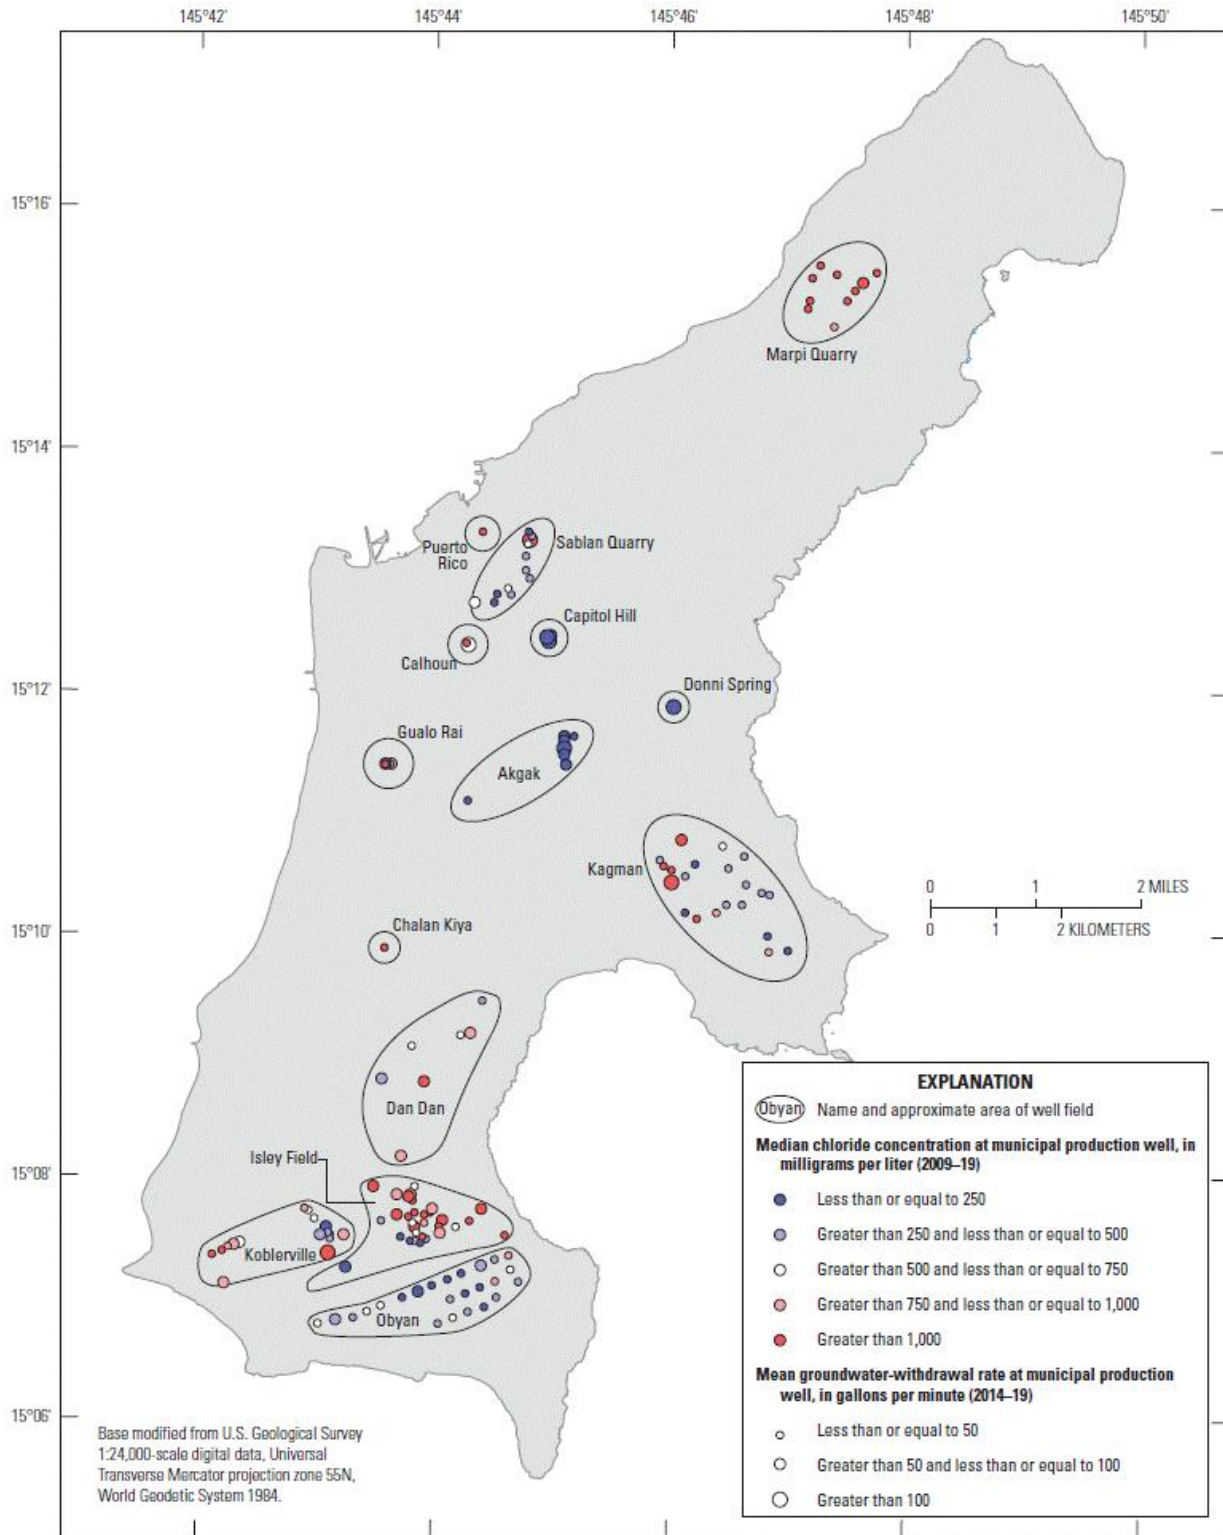 145°42'
145°44'
145°46'
145°48'
145°50'
15°16'
Marpi Quarry
15°14'
Puerto
Rico
Sablan Quarry
Capitol Hill
Calhoun
15°12'
Donni Spring
Gualo Rai
Akgak
Kagman
0 1 2 MILES
0 1 2 KILOMETERS
15°10'
Chalan Kiya
Dan Dan
15°08'
Isley Field
Koblerville
Obyan
15°06'
Base modified from U.S. Geological Survey
1:24,000-scale digital data, Universal
Transverse Mercator projection zone 55N,
World Geodetic System 1984.
EXPLANATION
Obyan Name and approximate area of well field
Median chloride concentration at municipal production well, in
milligrams per liter (2009–19)
Less than or equal to 250
Greater than 250 and less than or equal to 500
Greater than 500 and less than or equal to 750
Greater than 750 and less than or equal to 1,000
Greater than 1,000
Mean groundwater-withdrawal rate at municipal production
well, in gallons per minute (2014–19)
Less than or equal to 50
Greater than 50 and less than or equal to 100
Greater than 100